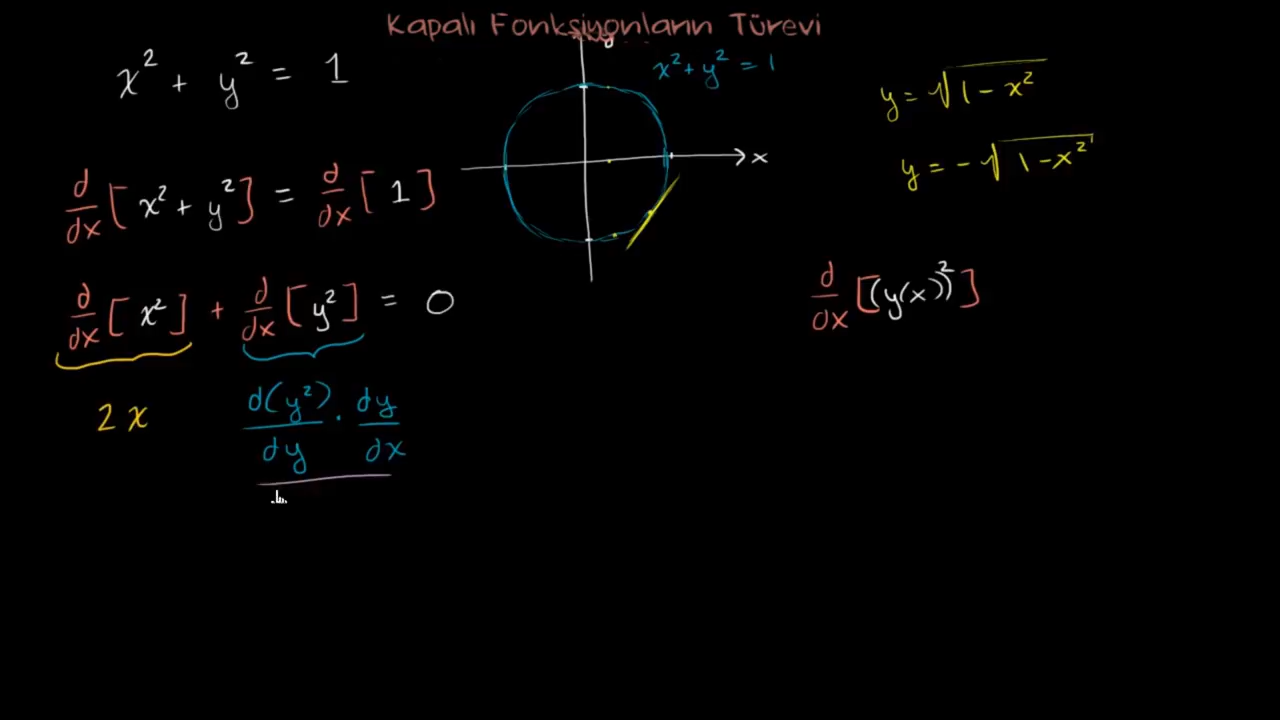 Kapalı Fonksiyonların Türevi
x² + y² = 1
y
x² + y² = 1
x
y = √(1 - x²)
y = -√(1 - x²)
d/dx [x² + y²] = d/dx [1]
d/dx [x²] + d/dx [y²] = 0
d/dx [(y(x))²]
2x
d(y²)/dy · dy/dx